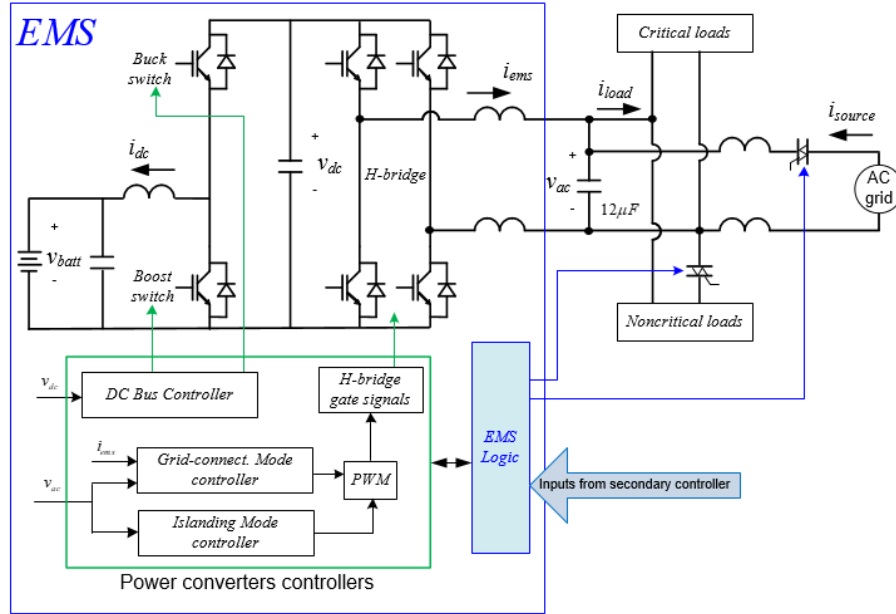 EMS
Buck
switch
i_dc
+
v_batt
-
Boost
switch
+
v_dc
-
H-bridge
i_ems
i_load
Critical loads
i_source
+
v_ac
-
12μF
AC
grid
Noncritical loads
v_dc
DC Bus Controller
H-bridge
gate signals
i_ems
Grid-connect. Mode
controller
v_ac
PWM
Islanding Mode
controller
EMS
Logic
Inputs from secondary controller
Power converters controllers